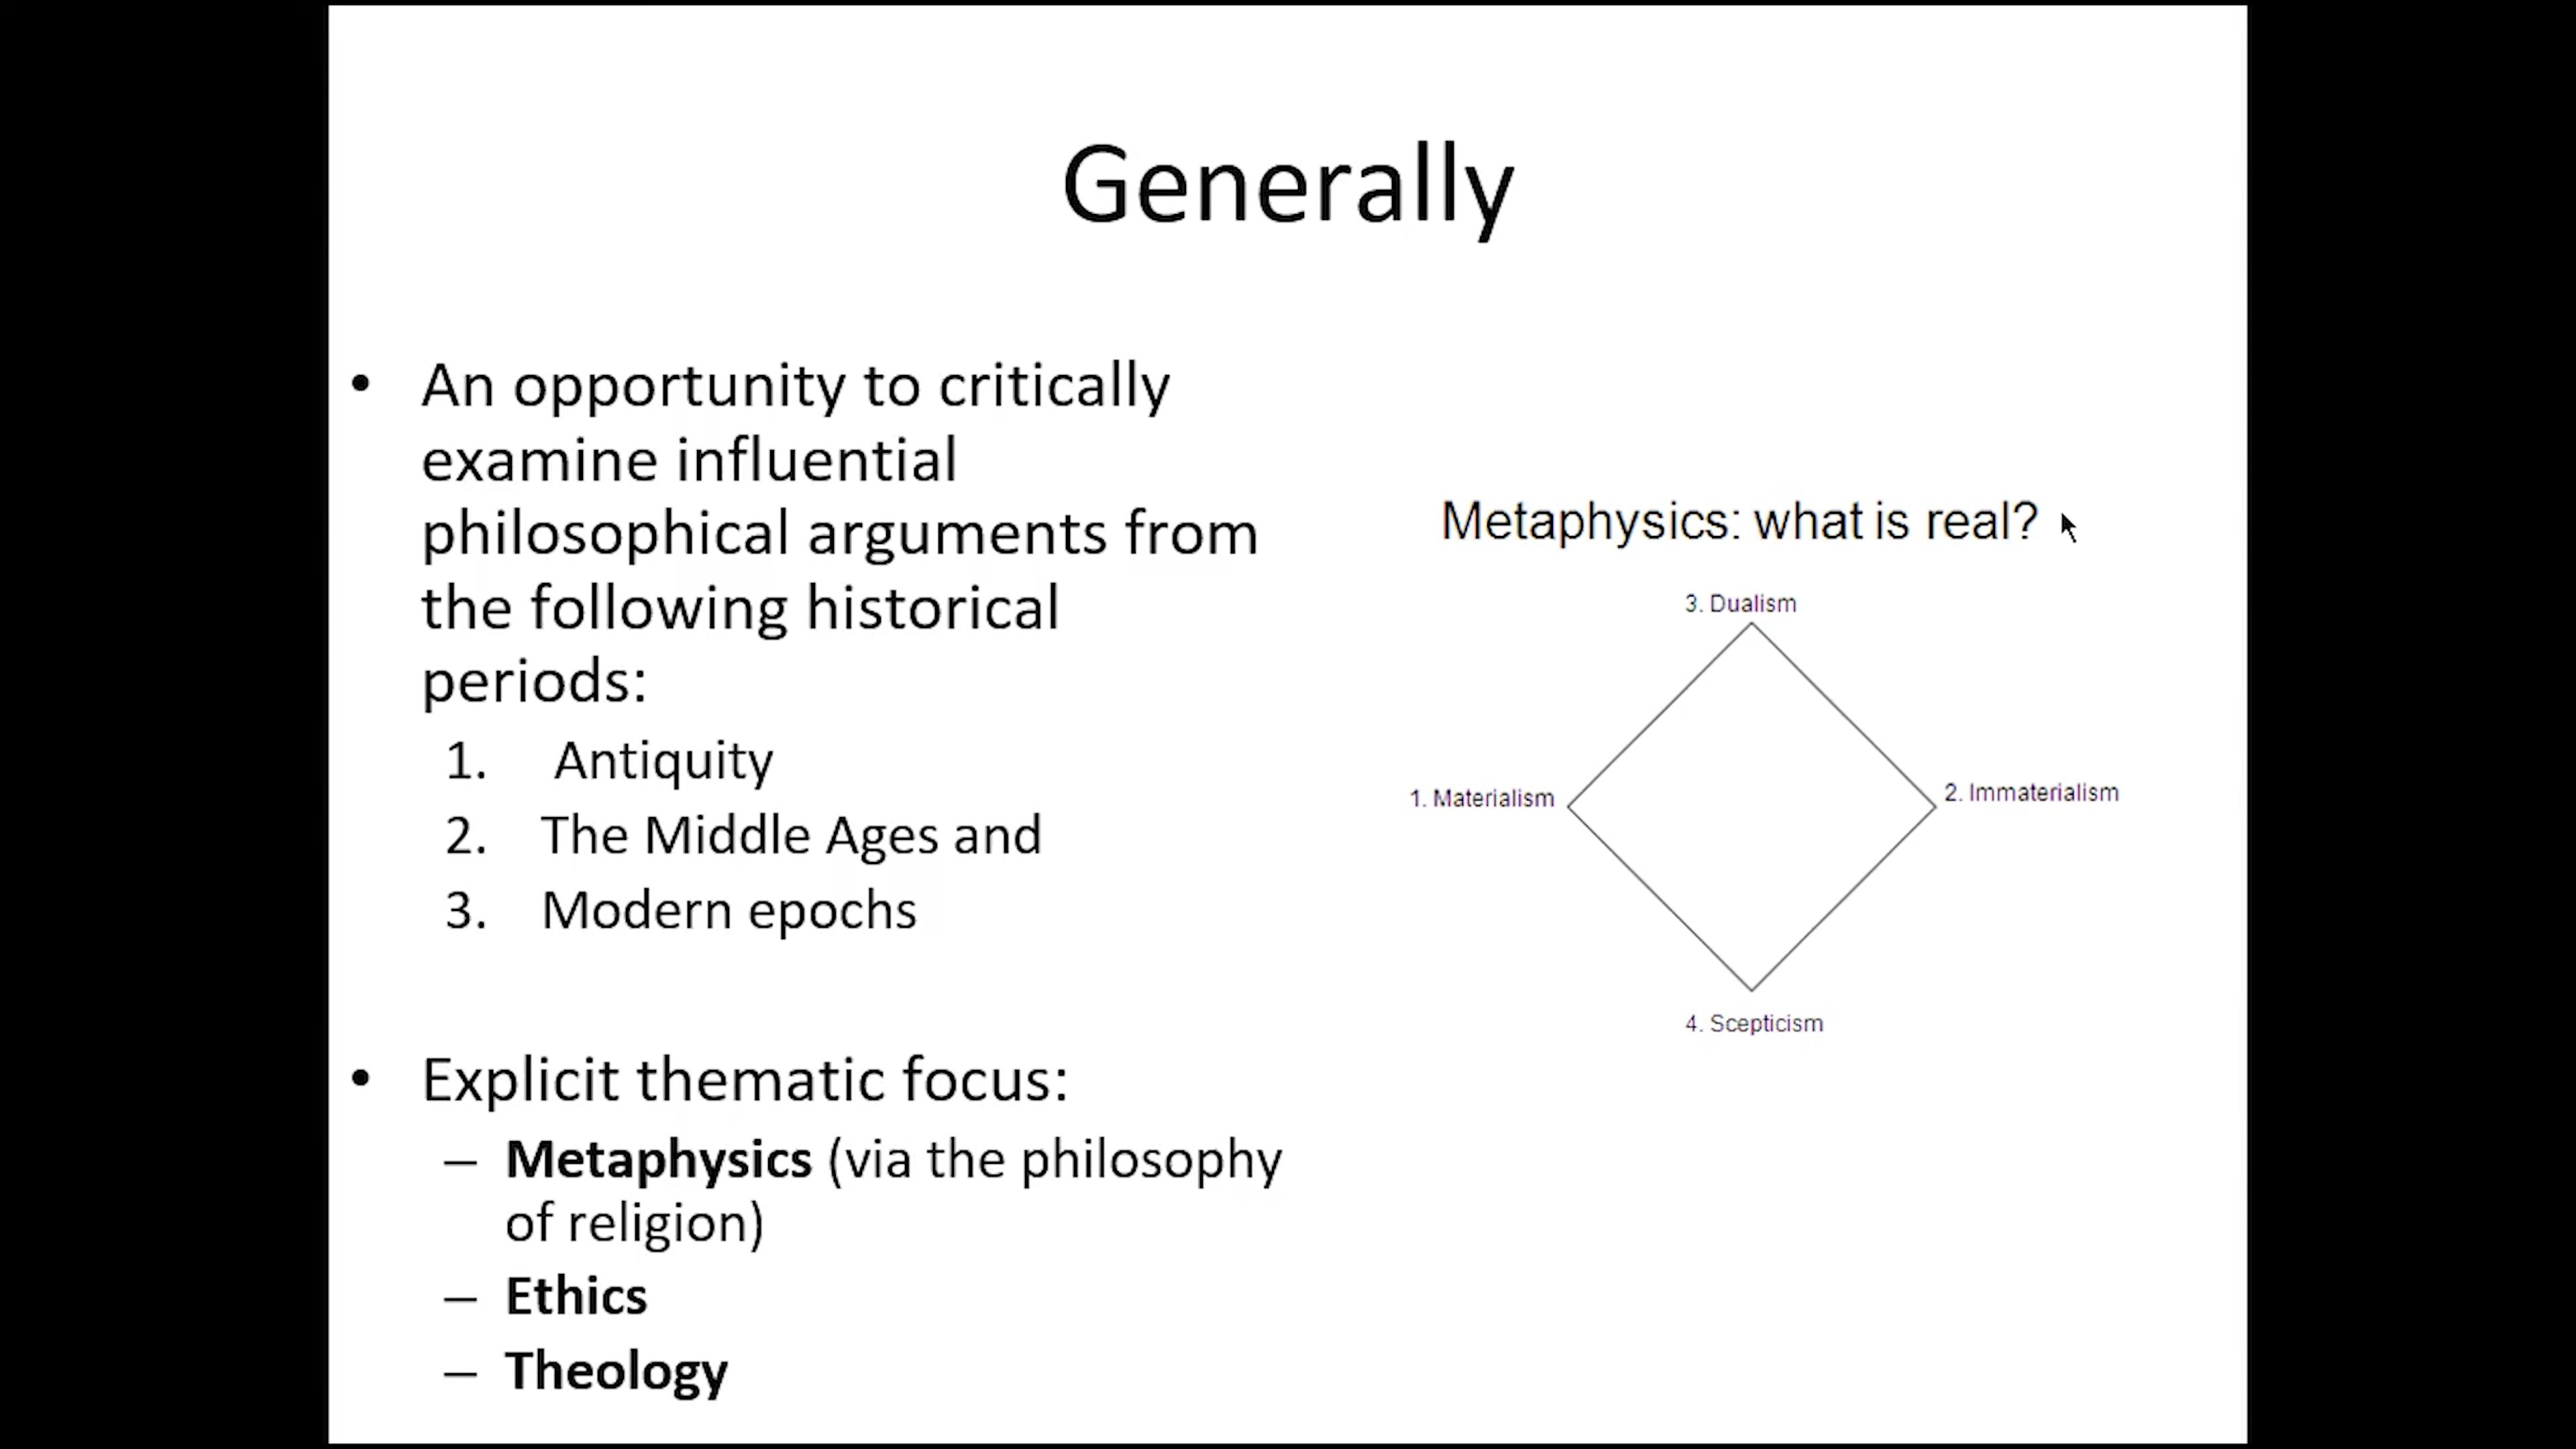 Generally
• An opportunity to critically
examine influential
philosophical arguments from
the following historical
periods:
1. Antiquity
2. The Middle Ages and
3. Modern epochs
• Explicit thematic focus:
– Metaphysics (via the philosophy
of religion)
– Ethics
– Theology
Metaphysics: what is real?
3. Dualism
1. Materialism
2. Immaterialism
4. Scepticism